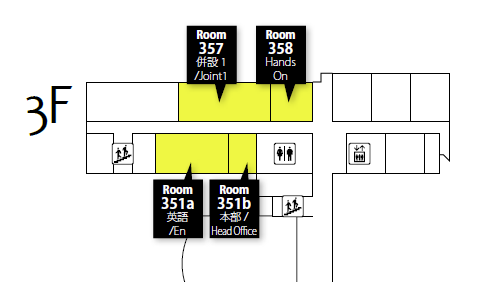 Room
357
併設 1
/Joint1
Room
358
Hands
On
3F
Room
351a
英語
/En
Room
351b
本部 /
Head Office